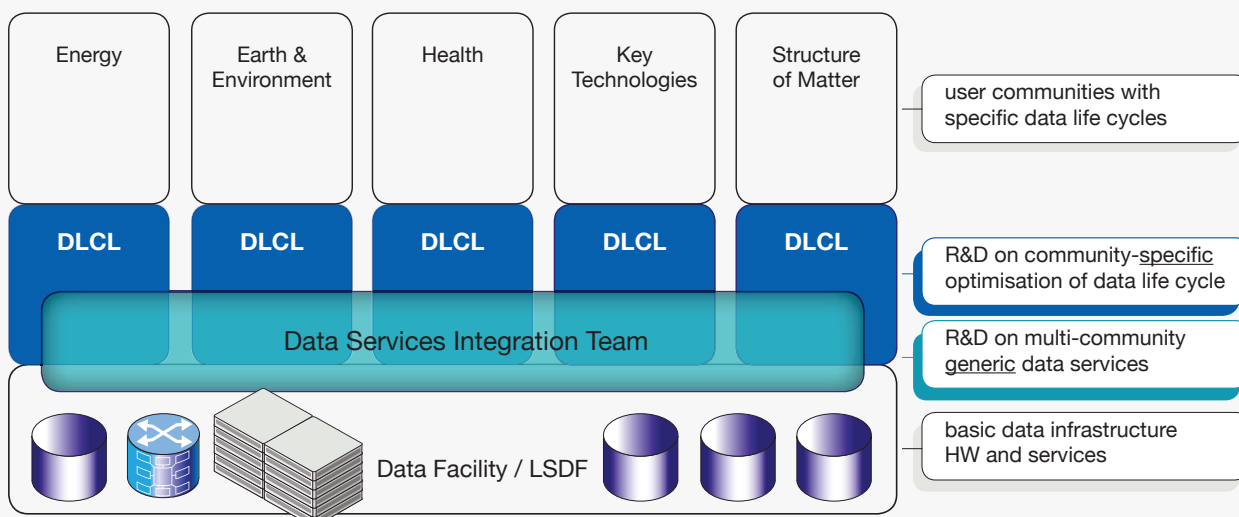 Energy
Earth &
Environment
Health
Key
Technologies
Structure
of Matter
user communities with
specific data life cycles
DLCL
DLCL
DLCL
DLCL
DLCL
R&D on community-specific
optimisation of data life cycle
Data Services Integration Team
R&D on multi-community
generic data services
Data Facility / LSDF
basic data infrastructure
HW and services